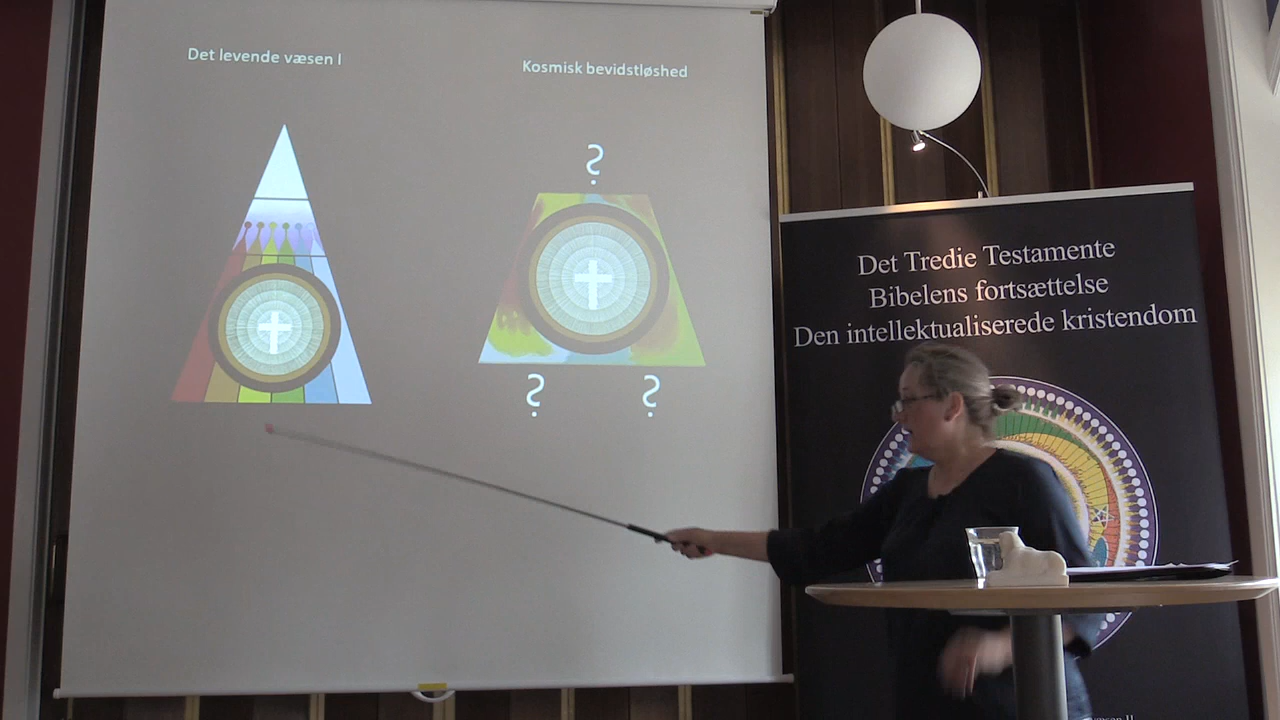 Det levende væsen I
Kosmisk bevidstløshed
?
? ?
Det Tredie Testamente
Bibelens fortsættelse
Den intellektualiserede kristendom